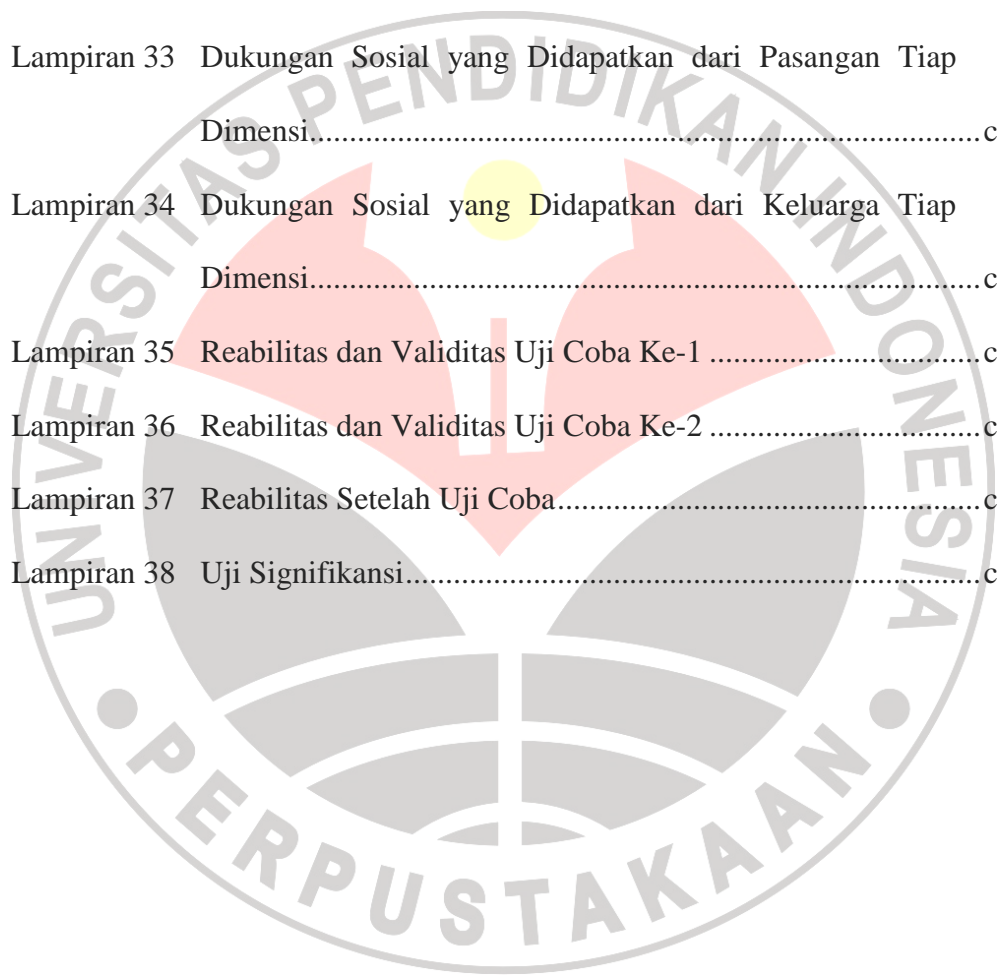 Lampiran 33 Dukungan Sosial yang Didapatkan dari Pasangan Tiap
Dimensi....................................................................................c
Lampiran 34 Dukungan Sosial yang Didapatkan dari Keluarga Tiap
Dimensi....................................................................................c
Lampiran 35 Reabilitas dan Validitas Uji Coba Ke-1 ..................................c
Lampiran 36 Reabilitas dan Validitas Uji Coba Ke-2 ..................................c
Lampiran 37 Reabilitas Setelah Uji Coba.....................................................c
Lampiran 38 Uji Signifikansi........................................................................c
UNIVERSITAS PENDIDIKAN INDONESIA
PERPUSTAKAAN